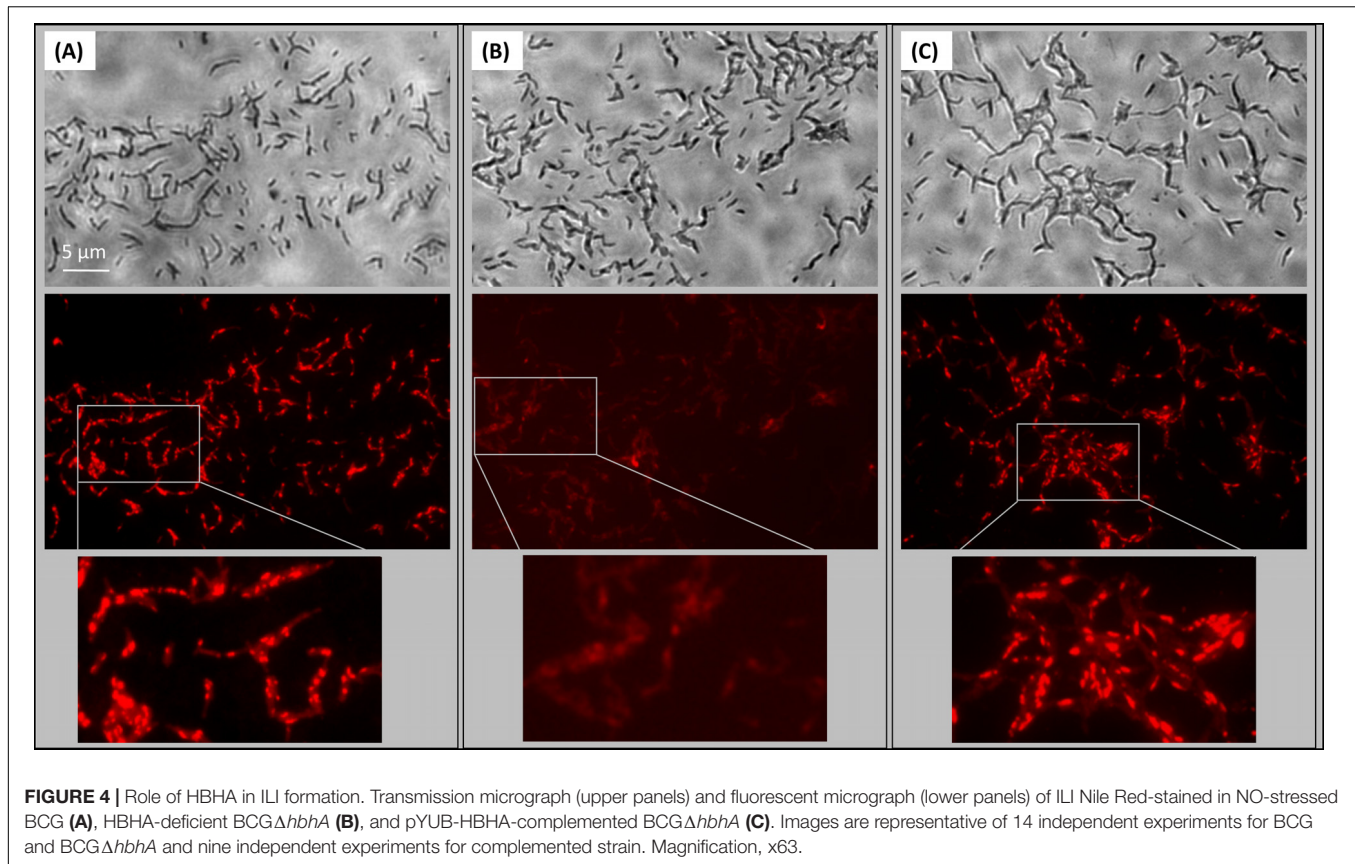 (A)
(B)
(C)
5 µm
FIGURE 4 | Role of HBHA in ILI formation. Transmission micrograph (upper panels) and fluorescent micrograph (lower panels) of ILI Nile Red-stained in NO-stressed
BCG (A), HBHA-deficient BCGΔhbhA (B), and pYUB-HBHA-complemented BCGΔhbhA (C). Images are representative of 14 independent experiments for BCG
and BCGΔhbhA and nine independent experiments for complemented strain. Magnification, x63.